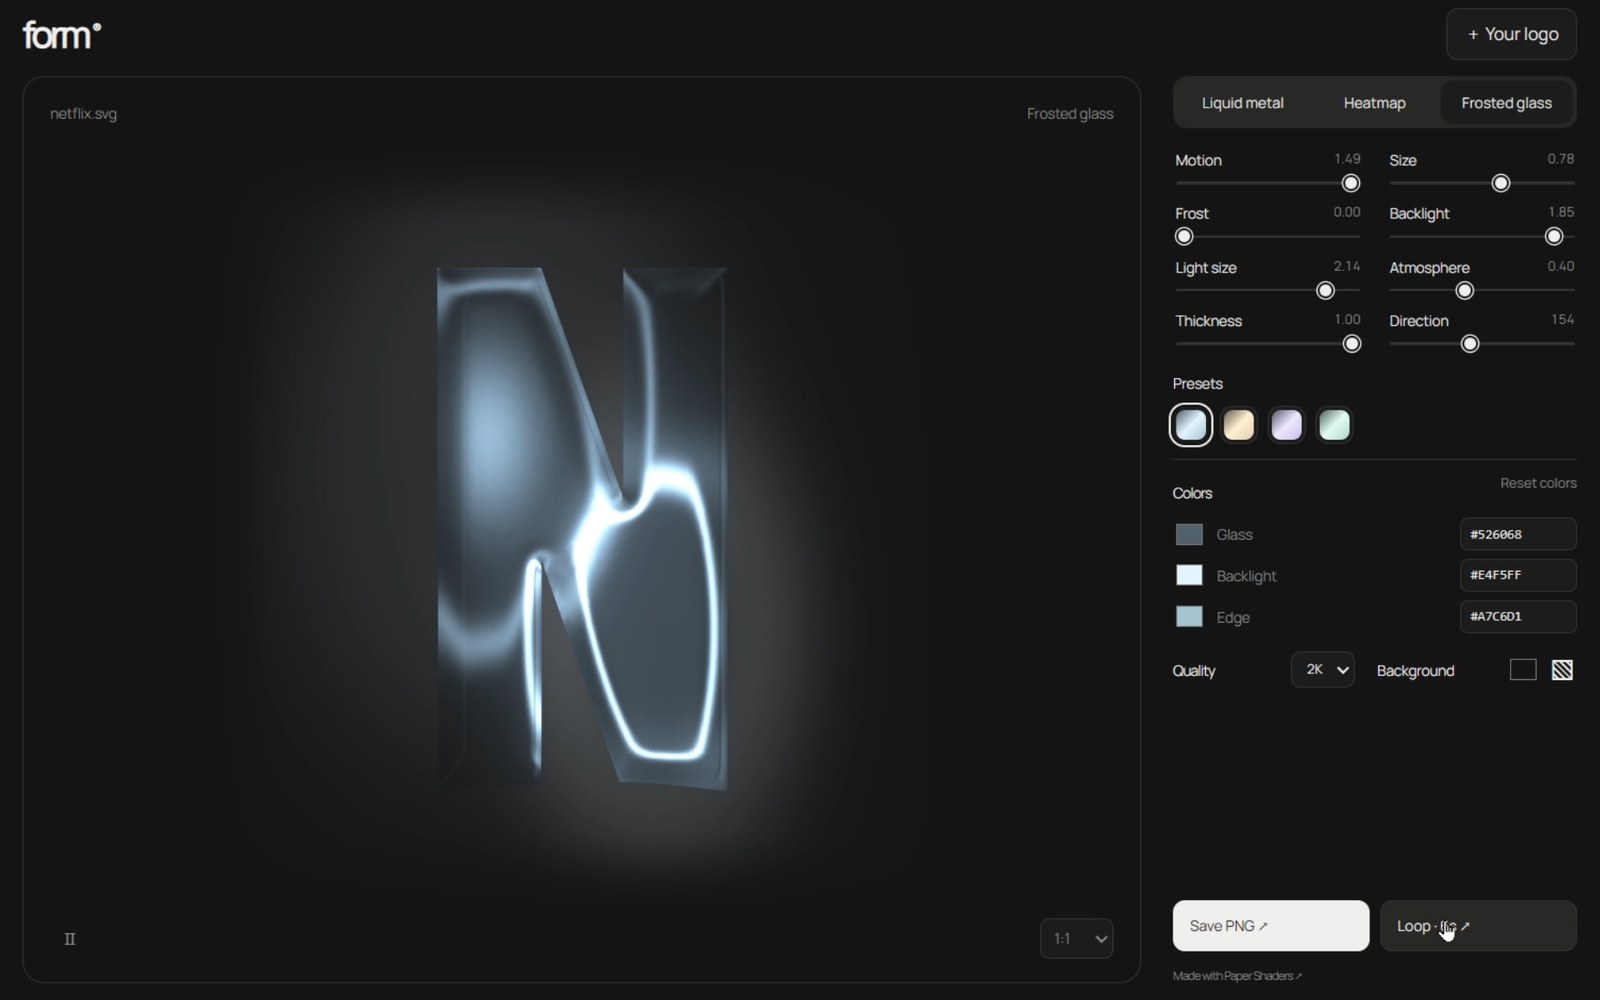 form®
+ Your logo
netflix.svg
Frosted glass
Liquid metal
Heatmap
Frosted glass
Motion 1.49
Size 0.78
Frost 0.00
Backlight 1.85
Light size 2.14
Atmosphere 0.40
Thickness 1.00
Direction 154
Presets
Colors
Reset colors
Glass #526068
Backlight #E4F5FF
Edge #A7C6D1
Quality 2K
Background
1:1
Save PNG ↗
Loop · ↗
Made with Paper Shaders ↗